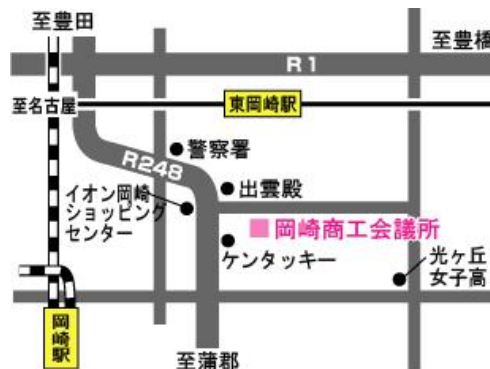 至豊田
至豊橋
R1
至名古屋
東岡崎駅
警察署
R248
出雲殿
イオン岡崎
ショッピング
センター
岡崎商工会議所
ケンタッキー
光ヶ丘
女子高
岡崎駅
至蒲郡